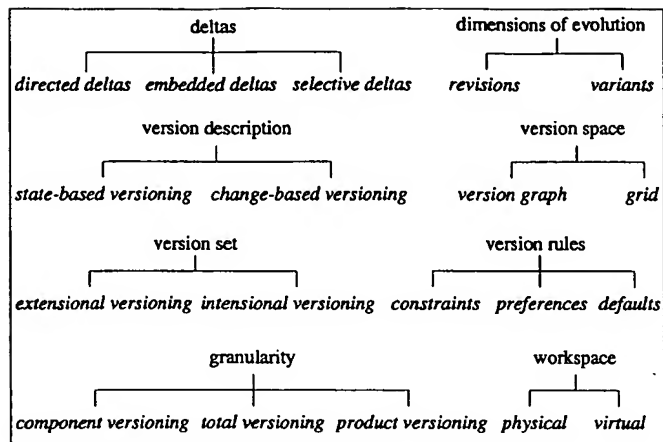 deltas
dimensions of evolution
directed deltas embedded deltas selective deltas
revisions variants
version description
version space
state-based versioning change-based versioning
version graph grid
version set
version rules
extensional versioning intensional versioning
constraints preferences defaults
granularity
workspace
component versioning total versioning product versioning
physical virtual